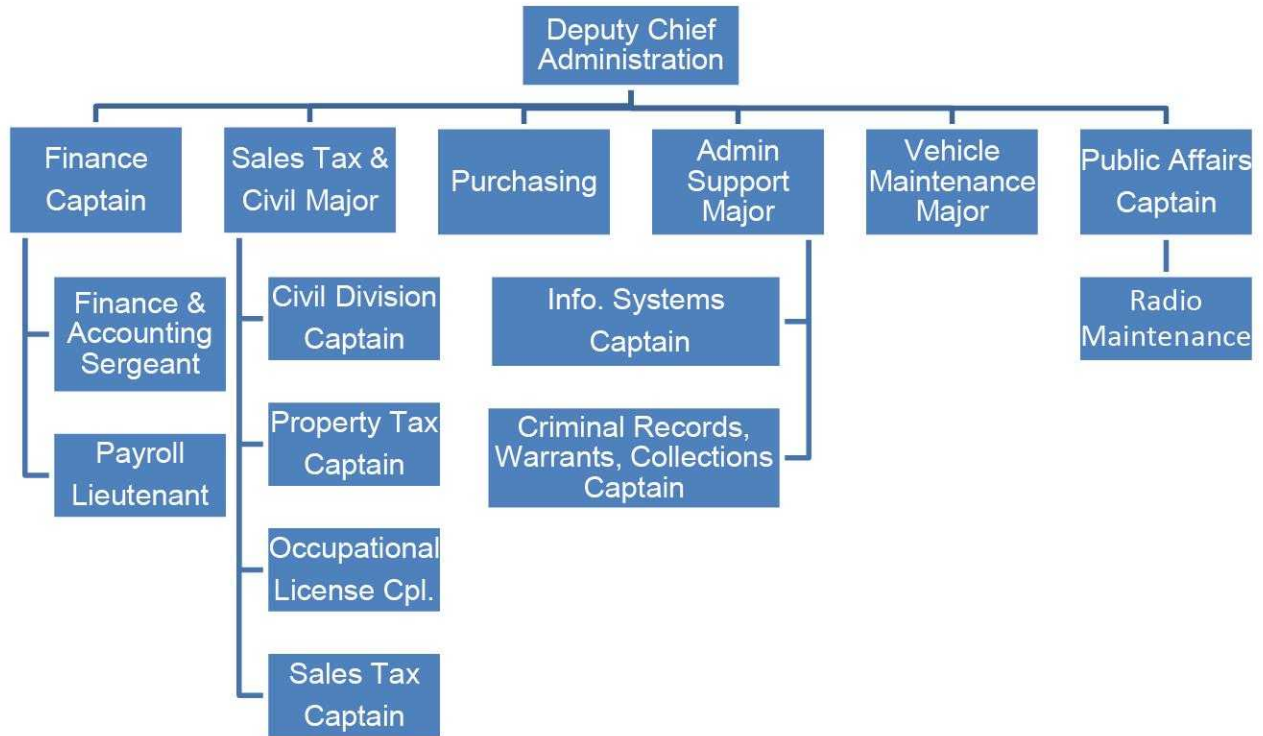 Deputy Chief
Administration
Finance
Captain
Sales Tax &
Civil Major
Purchasing
Admin
Support
Major
Vehicle
Maintenance
Major
Public Affairs
Captain
Finance &
Accounting
Sergeant
Payroll
Lieutenant
Civil Division
Captain
Property Tax
Captain
Occupational
License Cpl.
Sales Tax
Captain
Info. Systems
Captain
Criminal Records,
Warrants, Collections
Captain
Radio
Maintenance